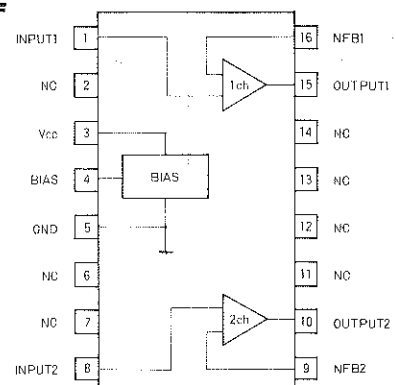 INPUT1 1
NC 2
Vcc 3
BIAS 4
GND 5
NC 6
NC 7
INPUT2 8
1ch
BIAS
2ch
16 NFB1
15 OUTPUT1
14 NC
13 NC
12 NC
11 NC
10 OUTPUT2
9 NFB2